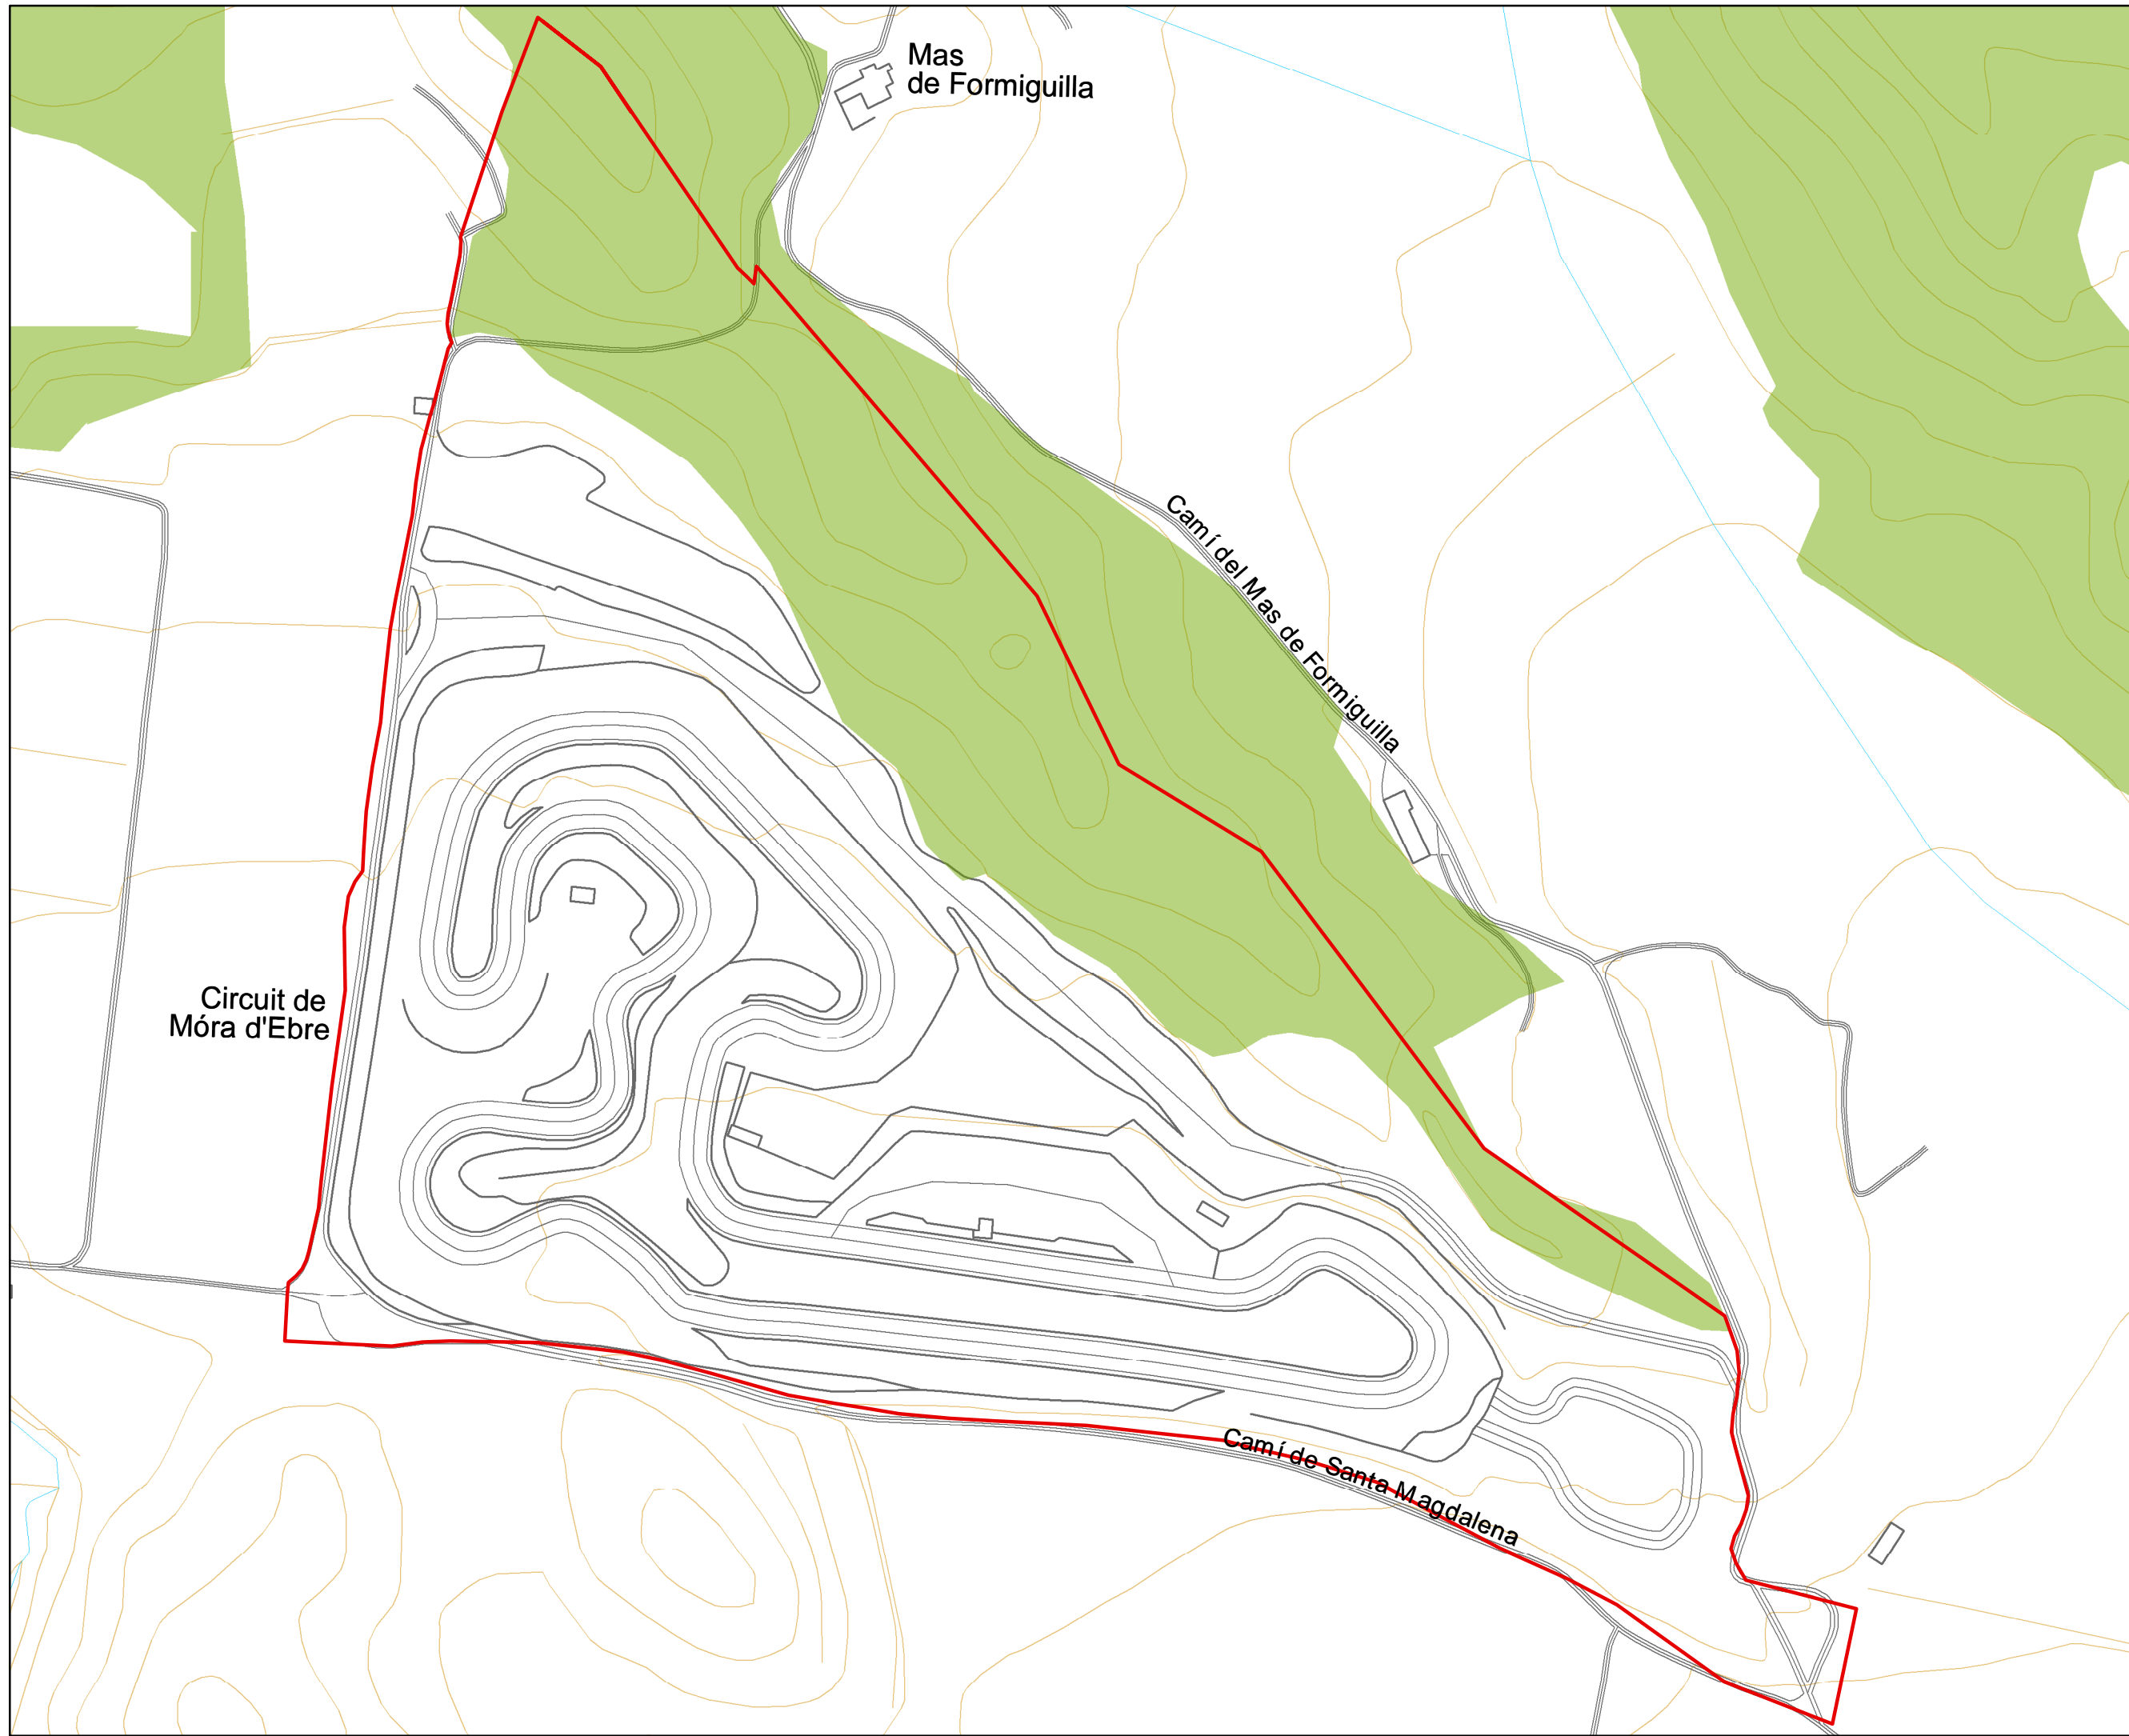 Mas
de Formiguilla
Camí del Mas de Formiguilla
Circuit de
Móra d'Ebre
Camí de Santa Magdalena